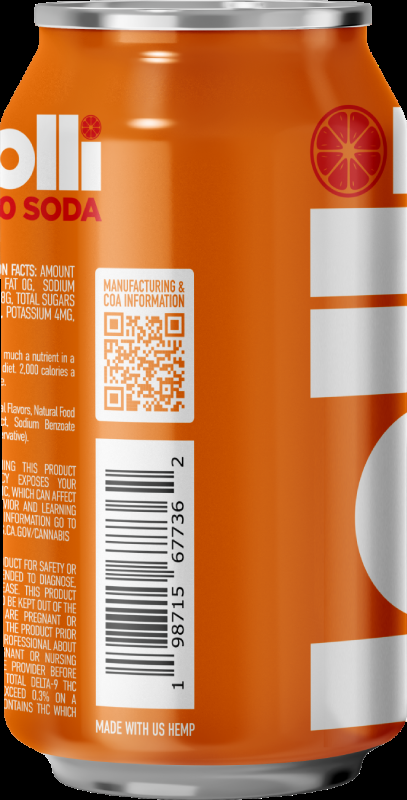 olli
O SODA
ON FACTS: AMOUNT
FAT 0G, SODIUM
8G, TOTAL SUGARS
POTASSIUM 4MG,
much a nutrient in a
diet. 2,000 calories a
al Flavors, Natural Food
ct, Sodium Benzoate
ervative).
NING THIS PRODUCT
CY EXPOSES YOUR
C, WHICH CAN AFFECT
VIOR AND LEARNING
INFORMATION GO TO
CA.GOV/CANNABIS
DUCT FOR SAFETY OR
ENDED TO DIAGNOSE,
EASE. THIS PRODUCT
D BE KEPT OUT OF THE
ARE PREGNANT OR
THE PRODUCT PRIOR
ROFESSIONAL ABOUT
NANT OR NURSING
PROVIDER BEFORE
TOTAL DELTA-9 THC
EXCEED 0.3% ON A
ONTAINS THC WHICH
MANUFACTURING &
COA INFORMATION
1 98715 67736 2
MADE WITH US HEMP